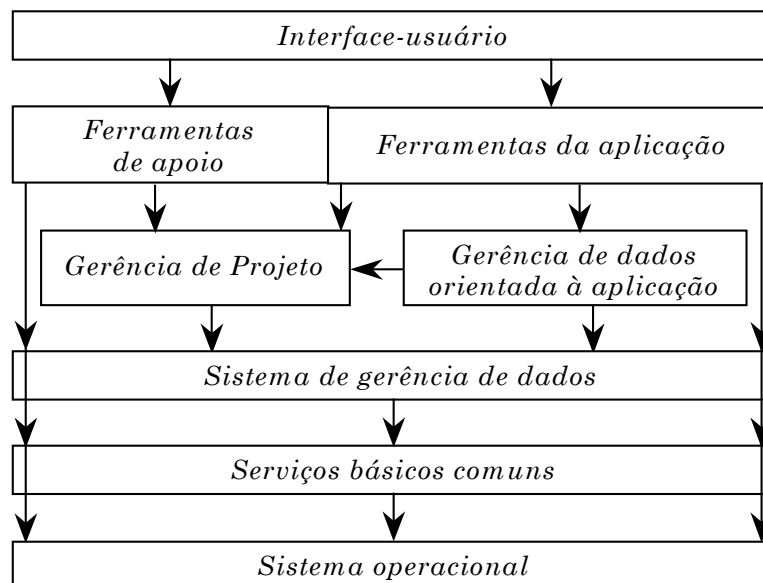 Interface-usuário
Ferramentas
de apoio
Ferramentas da aplicação
Gerência de Projeto
Gerência de dados
orientada à aplicação
Sistema de gerência de dados
Serviços básicos comuns
Sistema operacional